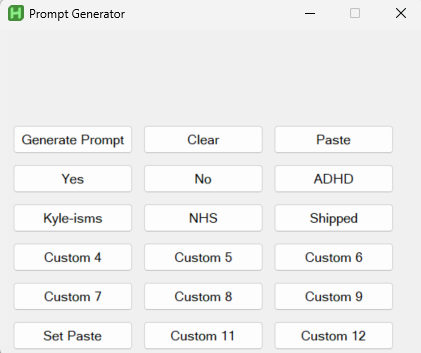 Prompt Generator
Generate Prompt Clear Paste
Yes No ADHD
Kyle-isms NHS Shipped
Custom 4 Custom 5 Custom 6
Custom 7 Custom 8 Custom 9
Set Paste Custom 11 Custom 12